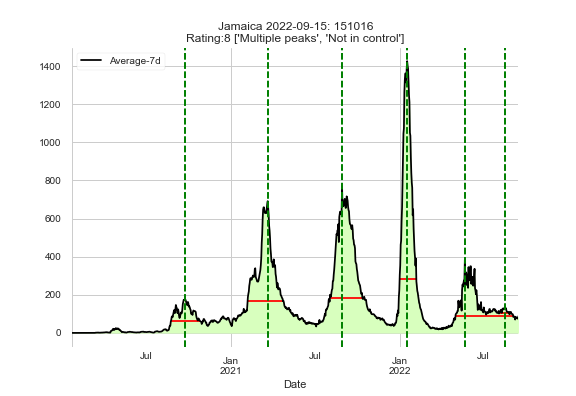 Jamaica 2022-09-15: 151016
Rating:8 ['Multiple peaks', 'Not in control']
Average-7d
1400
1200
1000
800
600
400
200
0
Jul
Jan
2021
Jul
Jan
2022
Jul
Date